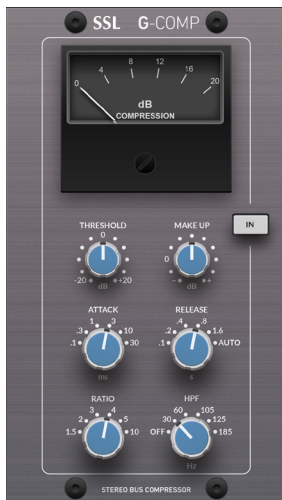 SSL G-COMP
0 4 8 12 16 20
dB
COMPRESSION
THRESHOLD
0
-20 +20
dB
MAKE UP
0
- +
dB
IN
ATTACK
.1 .3 1 3 10 30
ms
RELEASE
.1 .2 .4 .8 1.6 AUTO
s
RATIO
1.5 2 3 4 5 10
HPF
OFF 30 60 105 125 185
Hz
STEREO BUS COMPRESSOR